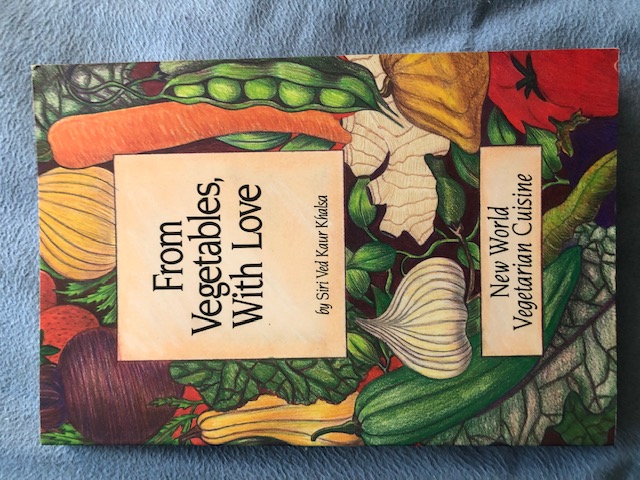 From
Vegetables,
With Love
by Siri Ved Kaur Khalsa
New World
Vegetarian Cuisine